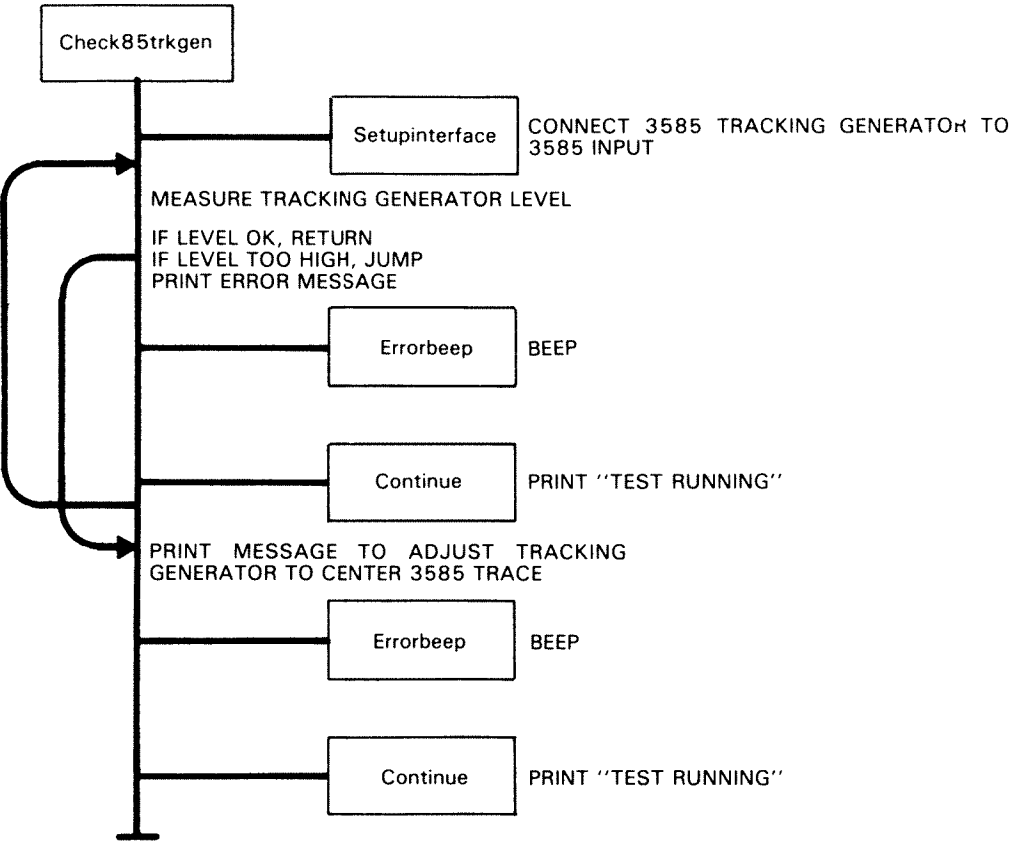 Check85trkgen
Setupinterface
CONNECT 3585 TRACKING GENERATOR TO
3585 INPUT
MEASURE TRACKING GENERATOR LEVEL
IF LEVEL OK, RETURN
IF LEVEL TOO HIGH, JUMP
PRINT ERROR MESSAGE
Errorbeep
BEEP
Continue
PRINT ''TEST RUNNING''
PRINT MESSAGE TO ADJUST TRACKING
GENERATOR TO CENTER 3585 TRACE
Errorbeep
BEEP
Continue
PRINT ''TEST RUNNING''